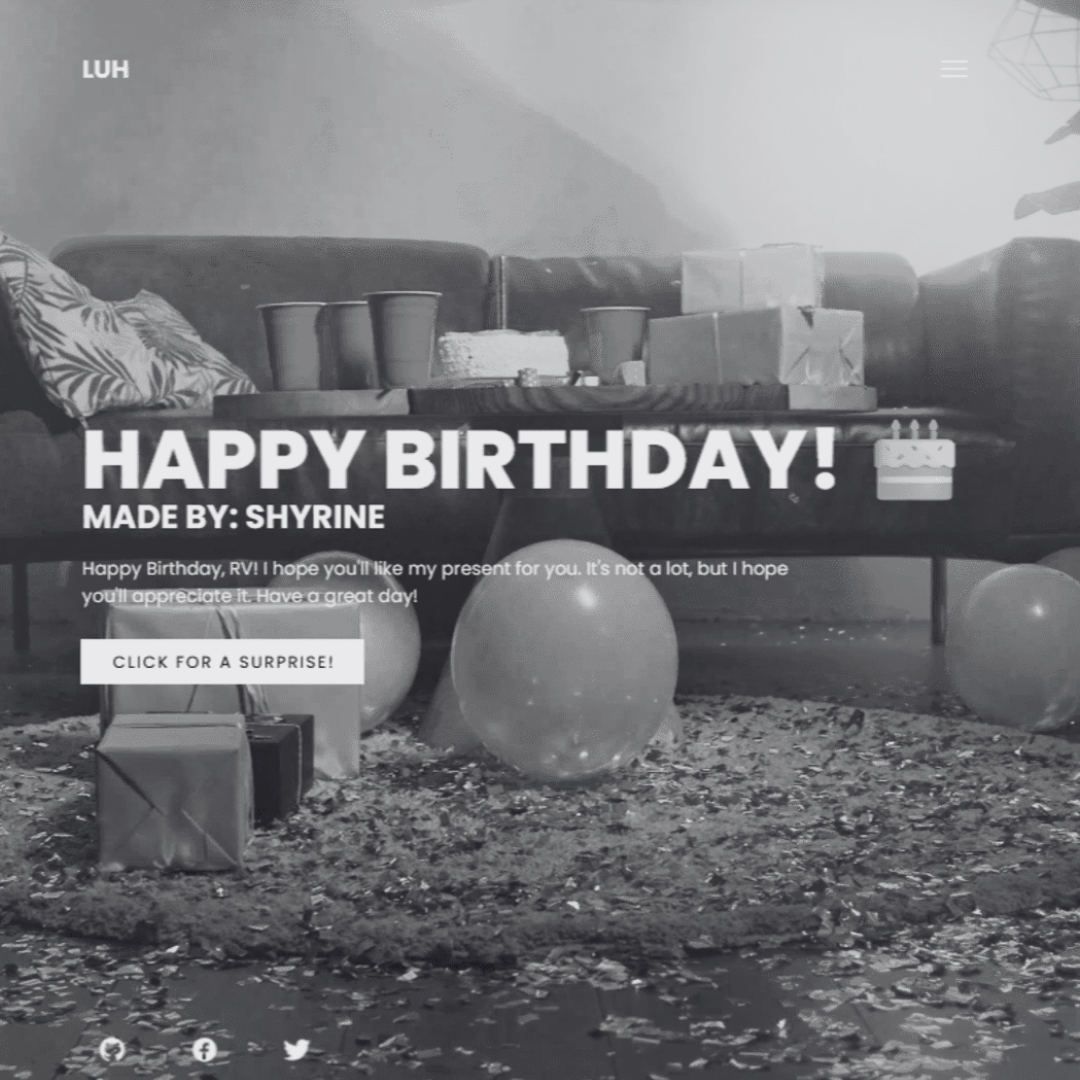 LUH
HAPPY BIRTHDAY!
MADE BY: SHYRINE
Happy Birthday, RV! I hope you'll like my present for you. It's not a lot, but I hope
you'll appreciate it. Have a great day!
CLICK FOR A SURPRISE!